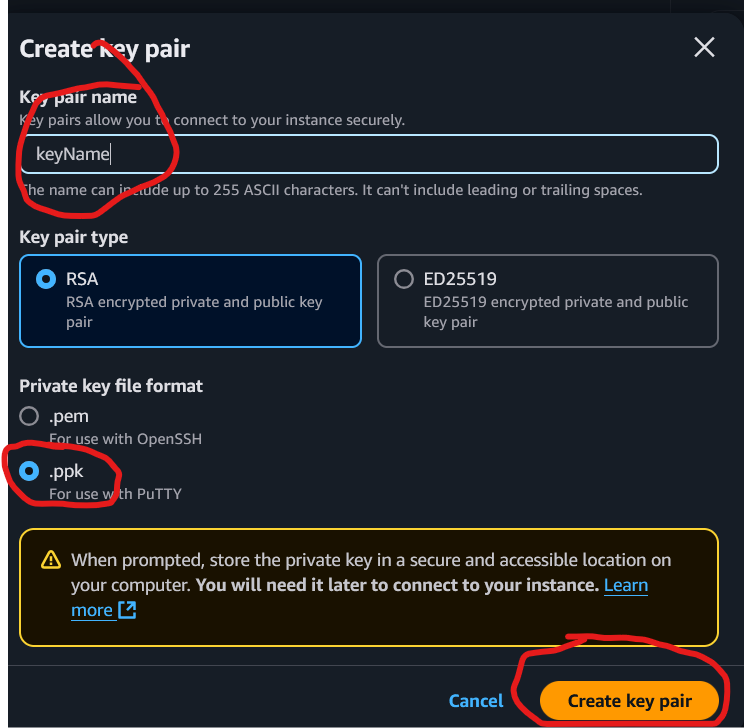 Create key pair
Key pair name
Key pairs allow you to connect to your instance securely.
keyName
The name can include up to 255 ASCII characters. It can't include leading or trailing spaces.
Key pair type
RSA
RSA encrypted private and public key
pair
ED25519
ED25519 encrypted private and public
key pair
Private key file format
.pem
For use with OpenSSH
.ppk
For use with PuTTY
When prompted, store the private key in a secure and accessible location on
your computer. You will need it later to connect to your instance. Learn
more
Cancel
Create key pair